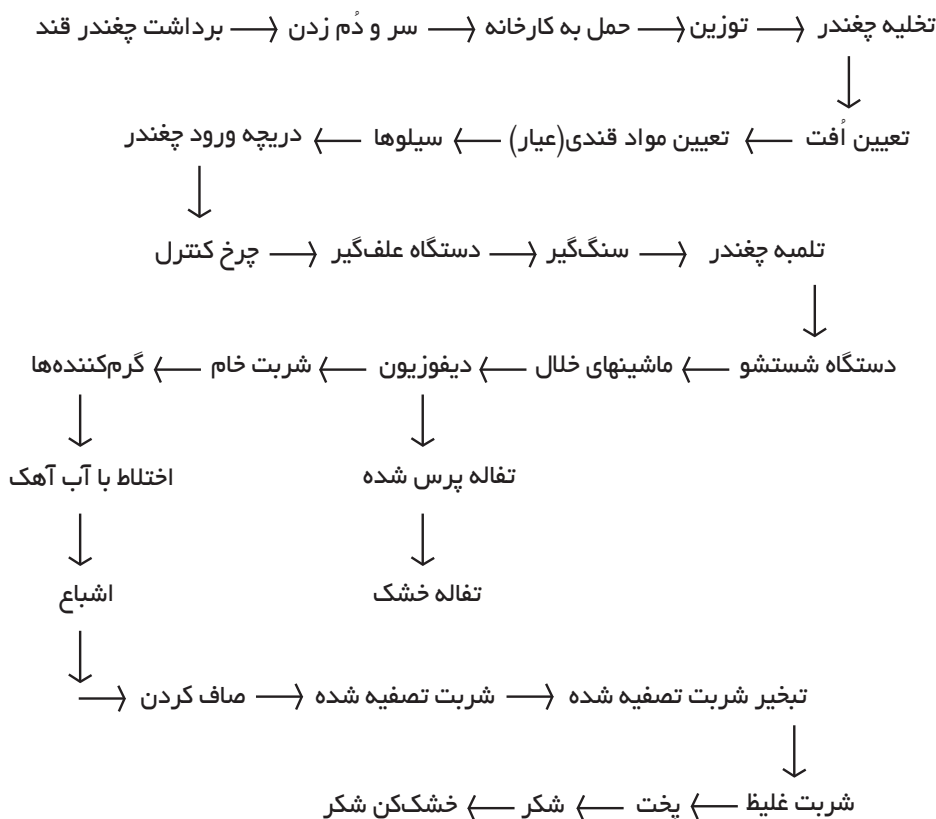 تخلیه چغندر توزین حمل به کارخانه سر و دُم زدن برداشت چغندر قند
تعیین اُفت تعیین مواد قندی(عیار) سیلوها دریچه ورود چغندر
تلمبه چغندر سنگ‌گیر دستگاه علف‌گیر چرخ کنترل
دستگاه شستشو ماشینهای خلال دیفوزیون شربت خام گرم‌کننده‌ها
تفاله پرس شده اختلاط با آب آهک
تفاله خشک اشباع
تبخیر شربت تصفیه شده شربت تصفیه شده صاف کردن
شربت غلیظ پخت شکر خشک‌کن شکر